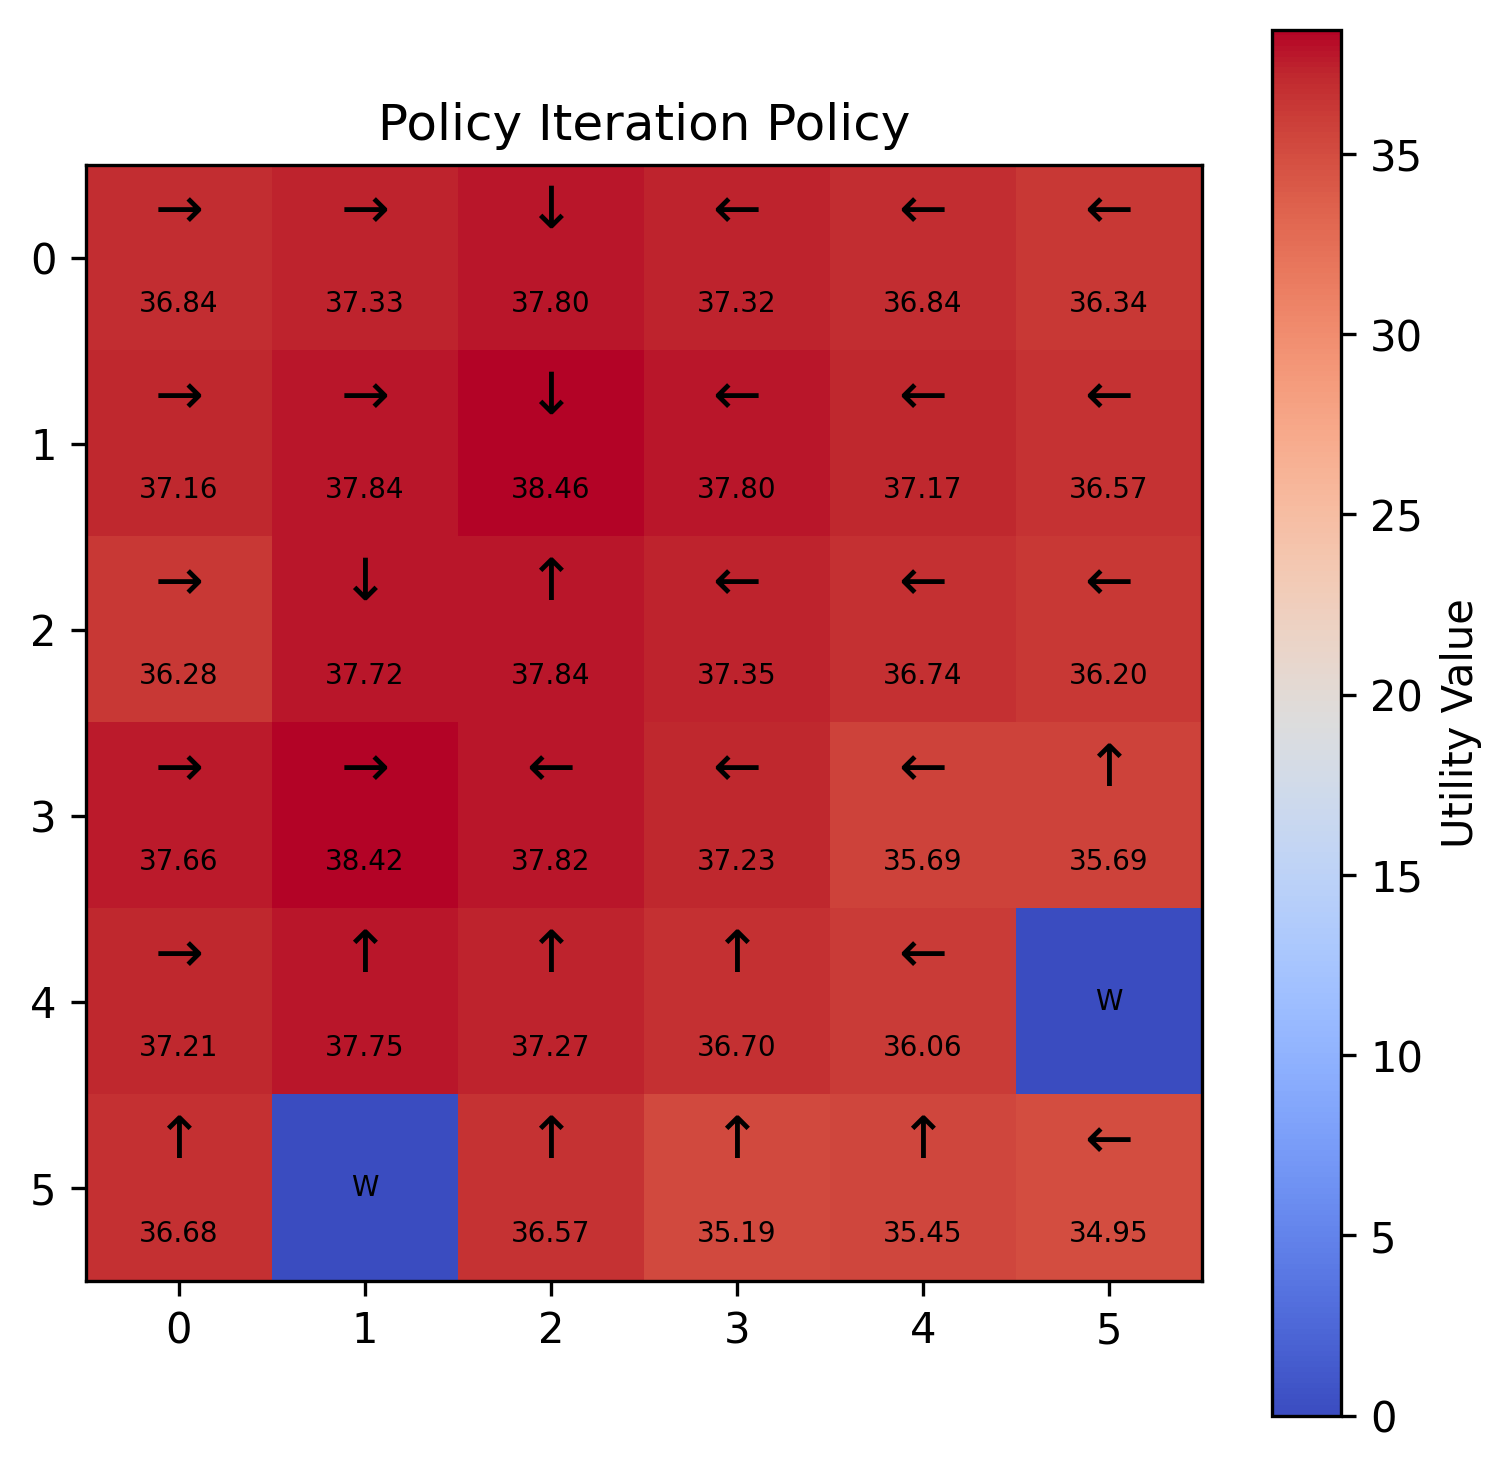 Policy Iteration Policy
→ → ↓ ← ← ←
0
36.84 37.33 37.80 37.32 36.84 36.34
→ → ↓ ← ← ←
1
37.16 37.84 38.46 37.80 37.17 36.57
→ ↓ ↑ ← ← ←
2
36.28 37.72 37.84 37.35 36.74 36.20
→ → ← ← ← ↑
3
37.66 38.42 37.82 37.23 35.69 35.69
→ ↑ ↑ ↑ ←
4 W
37.21 37.75 37.27 36.70 36.06
↑ ↑ ↑ ↑ ←
5 W
36.68 36.57 35.19 35.45 34.95
0 1 2 3 4 5
35
30
25
20
15
10
5
0
Utility Value